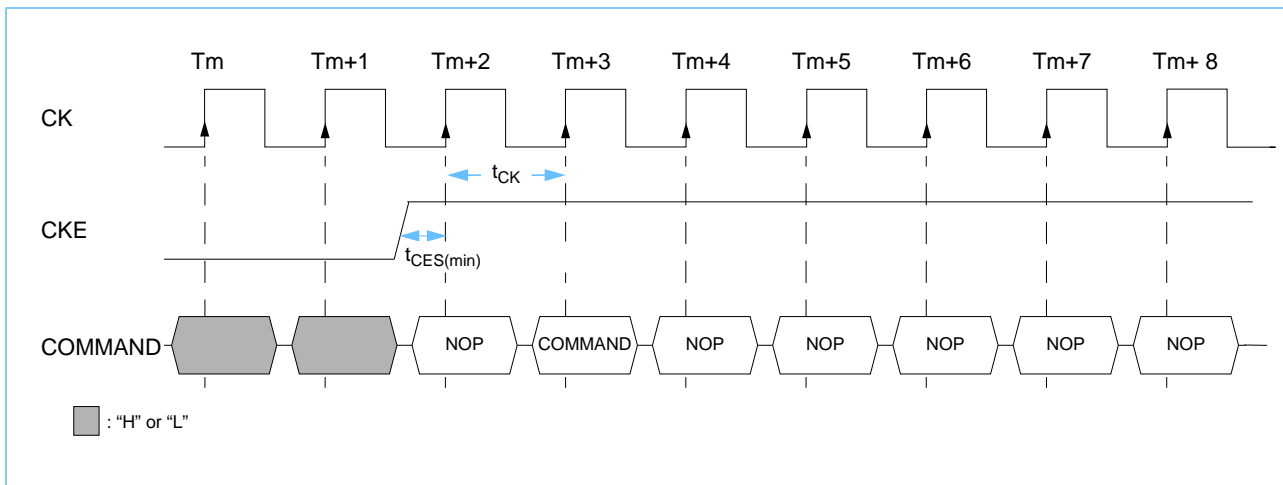 Tm Tm+1 Tm+2 Tm+3 Tm+4 Tm+5 Tm+6 Tm+7 Tm+ 8
CK
tCK
CKE
tCES(min)
COMMAND NOP COMMAND NOP NOP NOP NOP NOP
: “H” or “L”